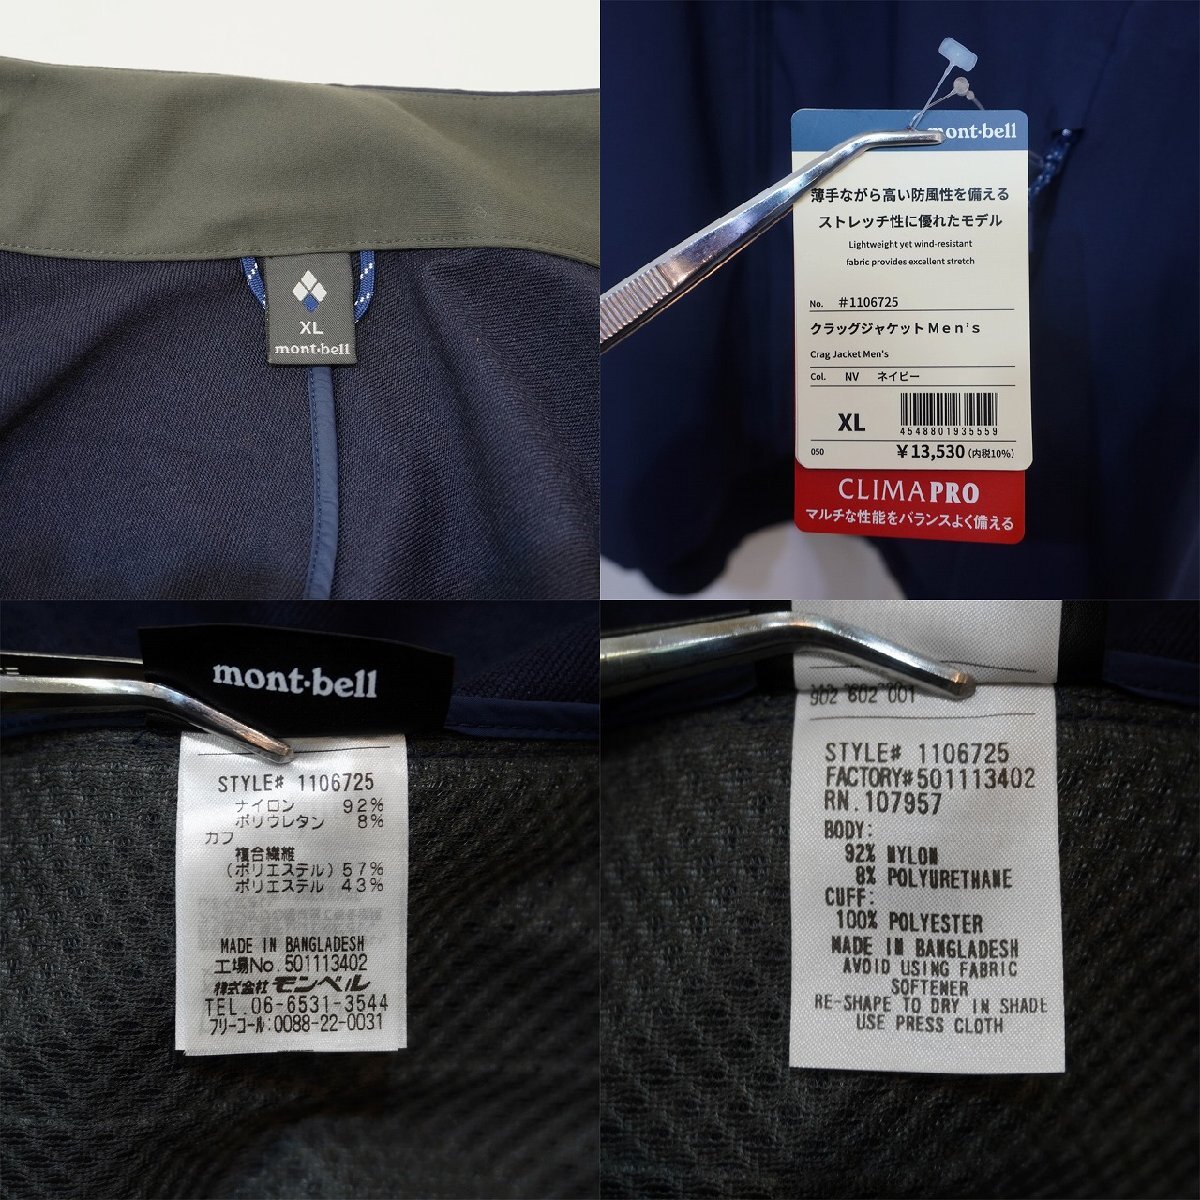 XL
mont·bell
mont·bell
薄手ながら高い防風性を備える
ストレッチ性に優れたモデル
Lightweight yet wind-resistant
fabric provides excellent stretch
No. #1106725
クラッグジャケットMen's
Crag Jacket Men's
Col. NV ネイビー
XL
4548801935559
050 ¥13,530(内税10%)
CLIMAPRO
マルチな性能をバランスよく備える
mont·bell
STYLE# 1106725
ナイロン 92%
ポリウレタン 8%
カフ
複合繊維
(ポリエステル) 57%
ポリエステル 43%
MADE IN BANGLADESH
工場No.501113402
株式会社 モンベル
TEL.06-6531-3544
フリーコール:0088-22-0031
902 602 001
STYLE# 1106725
FACTORY#501113402
RN.107957
BODY:
92% NYLON
8% POLYURETHANE
CUFF:
100% POLYESTER
MADE IN BANGLADESH
AVOID USING FABRIC
SOFTENER
RE-SHAPE TO DRY IN SHADE
USE PRESS CLOTH